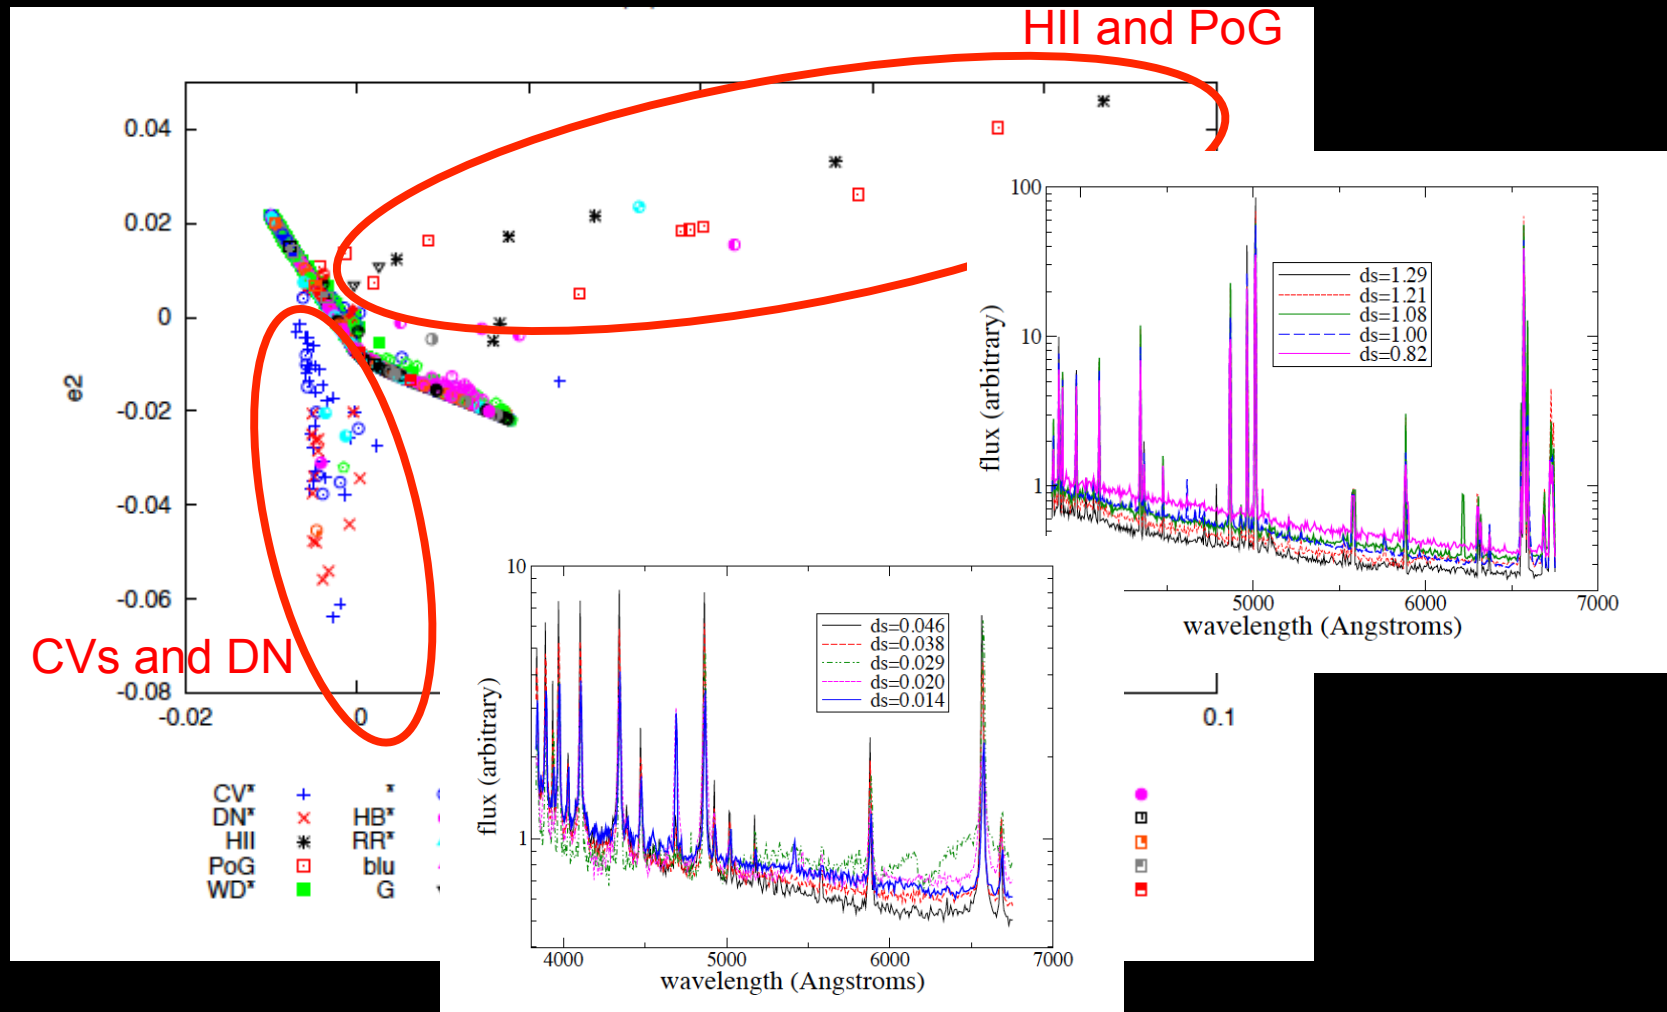 HII and PoG
0.04
0.02
0
-0.02
-0.04
-0.06
-0.08
e2
-0.02
0
0.1
CVs and DN
CV*
DN*
HII
PoG
WD*
*
HB*
RR*
blu
G
100
10
1
flux (arbitrary)
ds=1.29
ds=1.21
ds=1.08
ds=1.00
ds=0.82
5000
6000
7000
wavelength (Angstroms)
10
1
flux (arbitrary)
ds=0.046
ds=0.038
ds=0.029
ds=0.020
ds=0.014
4000
5000
6000
7000
wavelength (Angstroms)